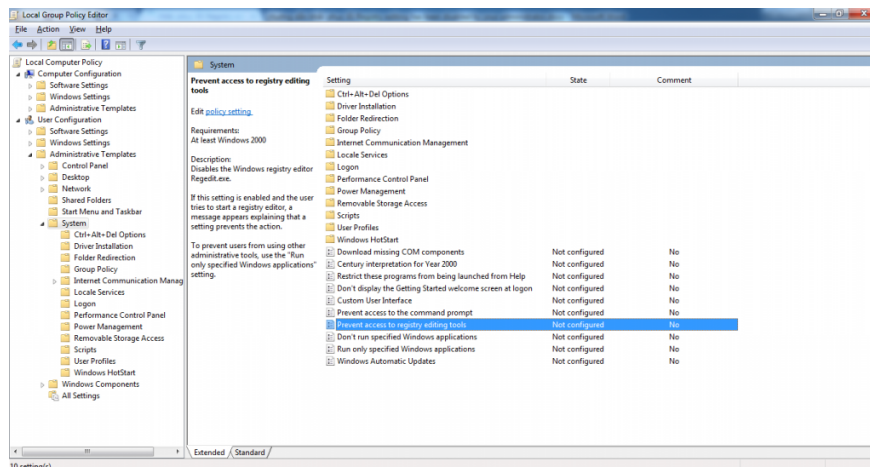 Local Group Policy Editor
File Action View Help
Local Computer Policy
Computer Configuration
Software Settings
Windows Settings
Administrative Templates
User Configuration
Software Settings
Windows Settings
Administrative Templates
Control Panel
Desktop
Network
Shared Folders
Start Menu and Taskbar
System
Ctrl+Alt+Del Options
Driver Installation
Folder Redirection
Group Policy
Internet Communication Manag
Locale Services
Logon
Performance Control Panel
Power Management
Removable Storage Access
Scripts
User Profiles
Windows HotStart
Windows Components
All Settings
System
Prevent access to registry editing
tools
Edit policy setting
Requirements:
At least Windows 2000
Description:
Disables the Windows registry editor
Regedit.exe.
If this setting is enabled and the user
tries to start a registry editor, a
message appears explaining that a
setting prevents the action.
To prevent users from using other
administrative tools, use the "Run
only specified Windows applications"
setting.
Setting State Comment
Ctrl+Alt+Del Options
Driver Installation
Folder Redirection
Group Policy
Internet Communication Management
Locale Services
Logon
Performance Control Panel
Power Management
Removable Storage Access
Scripts
User Profiles
Windows HotStart
Download missing COM components Not configured No
Century interpretation for Year 2000 Not configured No
Restrict these programs from being launched from Help Not configured No
Don't display the Getting Started welcome screen at logon Not configured No
Custom User Interface Not configured No
Prevent access to the command prompt Not configured No
Prevent access to registry editing tools Not configured No
Don't run specified Windows applications Not configured No
Run only specified Windows applications Not configured No
Windows Automatic Updates Not configured No
Extended Standard
10 setting(s)